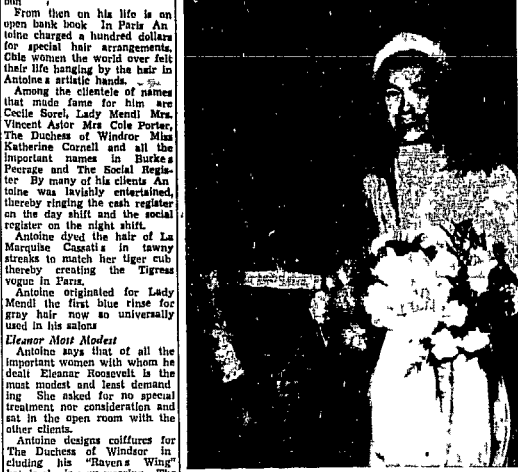 From then on his life is an
open bank book In Paris An
toine charged a hundred dollars
for special hair arrangements.
Chic women the world over felt
their life hanging by the hair in
Antoine s artistic hands.
Among the clientele of names
that made fame for him are
Cecile Sorel, Lady Mendl Mrs.
Vincent Astor Mrs Cole Porter,
The Duchess of Windsor Miss
Katherine Cornell and all the
important names in Burke s
Peerage and The Social Regis-
ter By many of his clients An
toine was lavishly entertained,
thereby ringing the cash register
on the day shift and the social
register on the night shift.
Antoine dyed the hair of La
Marquise Cassatis in tawny
streaks to match her tiger cub
thereby creating the Tigress
vogue in Paris.
Antoine originated for Lady
Mendl the first blue rinse for
gray hair now so universally
used in his salons
Eleanor Most Modest
Antoine says that of all the
important women with whom he
dealt Eleanar Roosevelt is the
most modest and least demand
ing She asked for no special
treatment nor consideration and
sat in the open room with the
other clients.
Antoine designs coiffures for
The Duchess of Windsor in
cluding his "Ravens Wing"